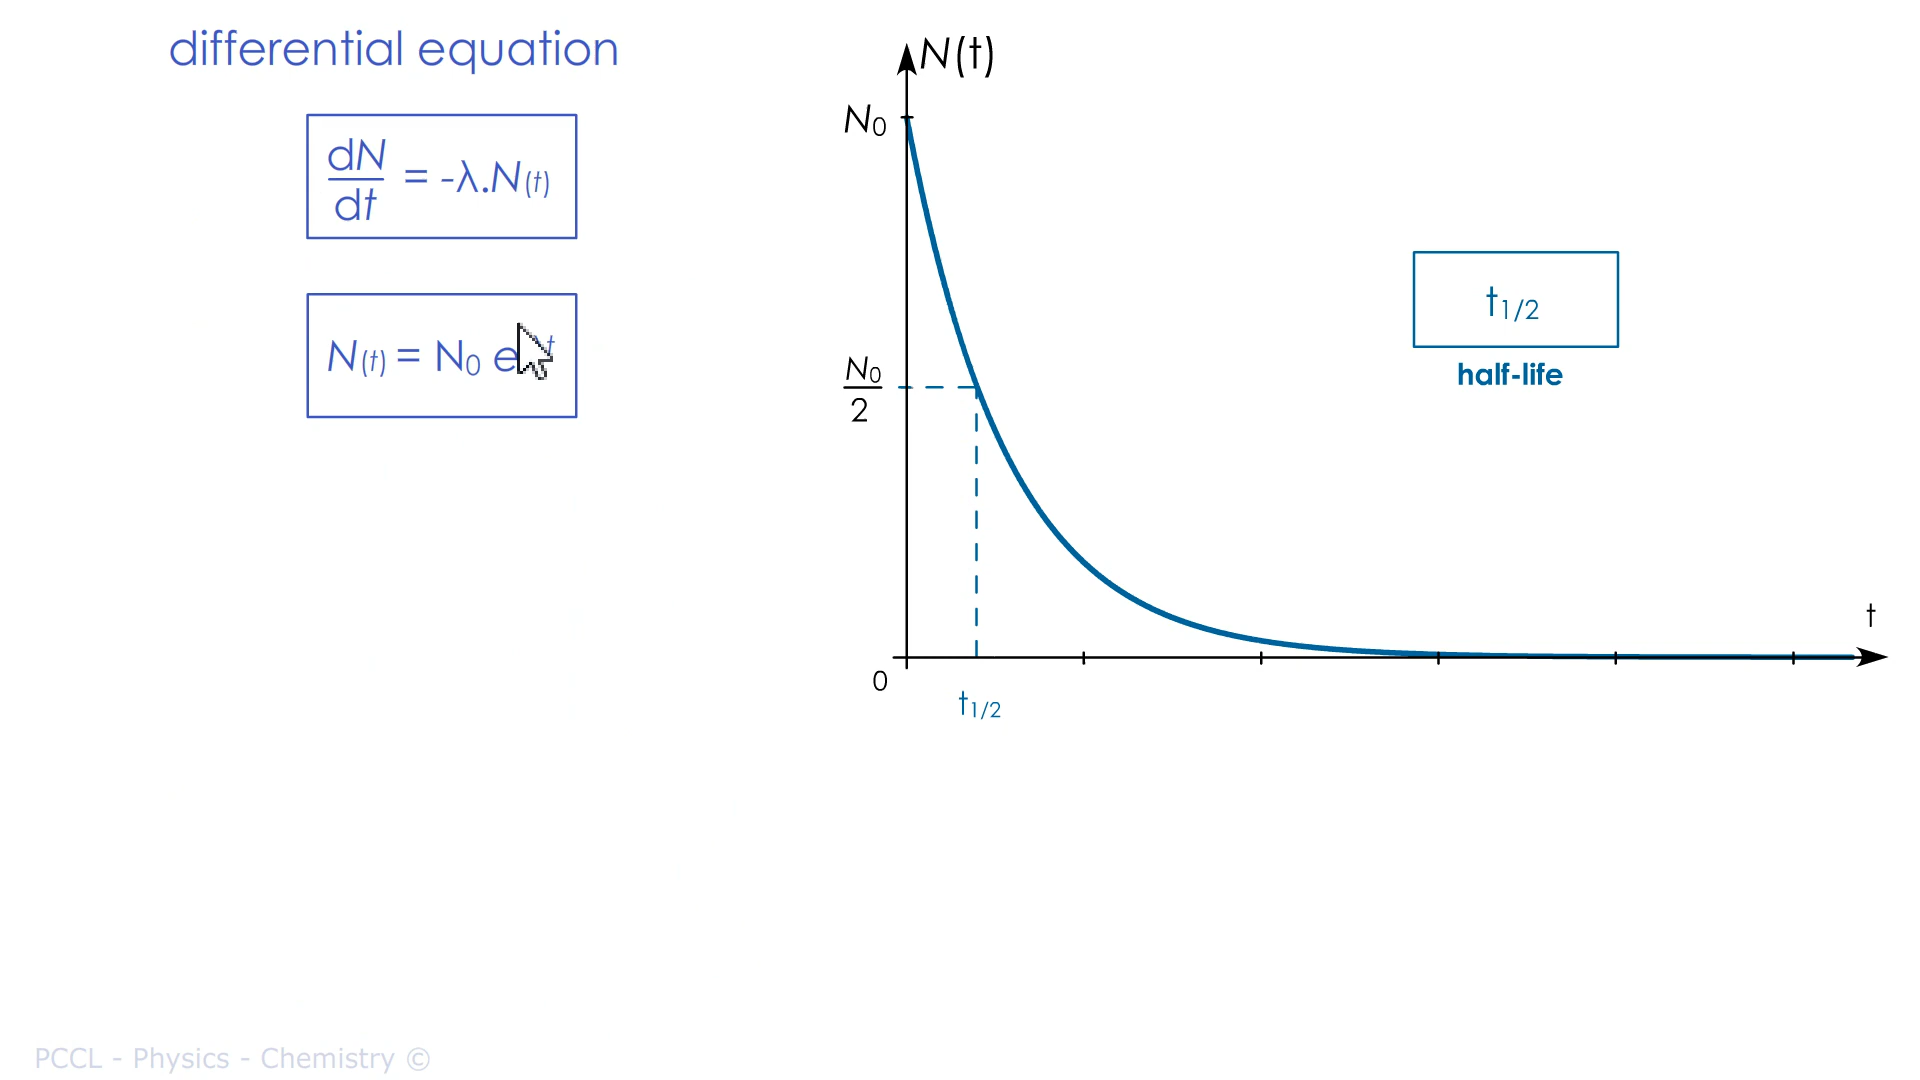 differential equation
dN
dt
= -λ.N(t)
N(t) = N0 e t
N(t)
N0
N0
2
0
t1/2
t
t1/2
half-life
PCCL - Physics - Chemistry ©